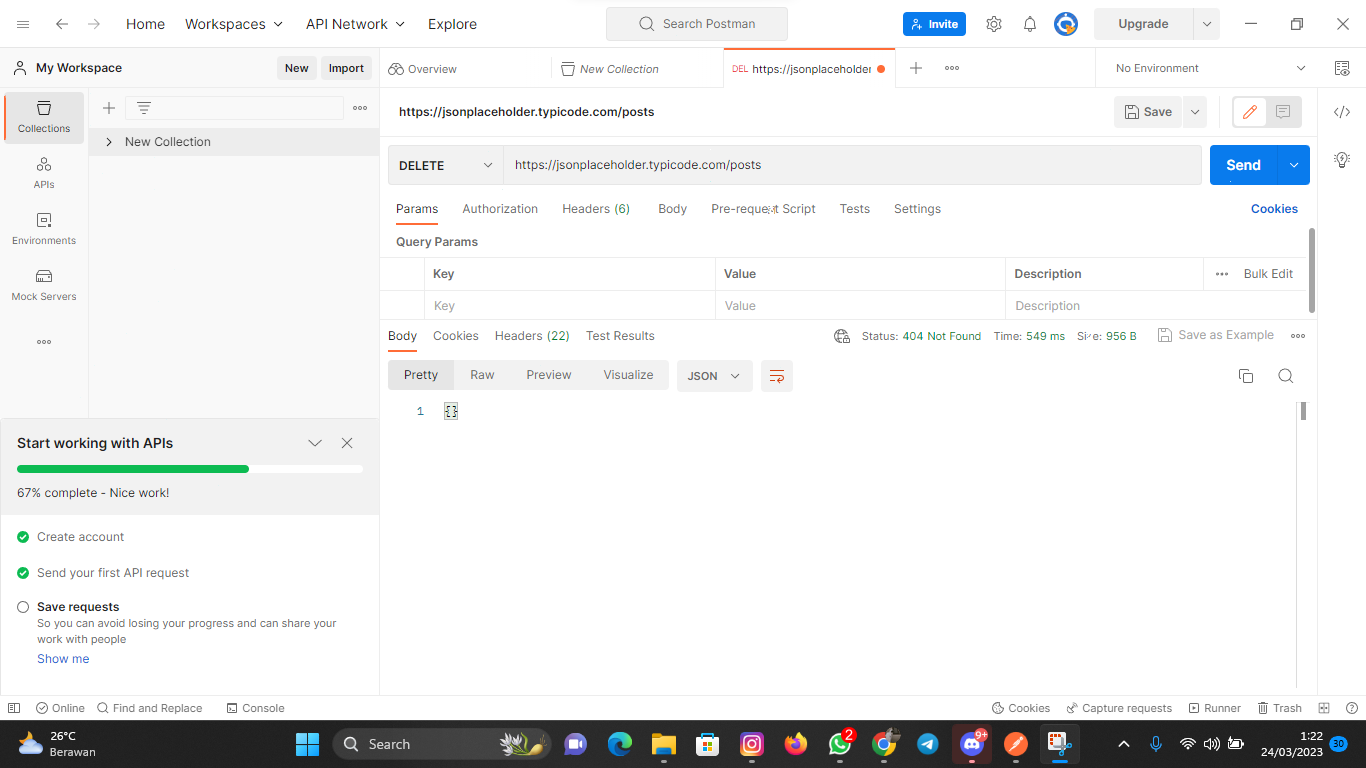 Home Workspaces API Network Explore Search Postman Invite Upgrade
My Workspace New Import Overview New Collection DEL https://jsonplaceholder No Environment
Collections
New Collection
APIs
Environments
Mock Servers
https://jsonplaceholder.typicode.com/posts Save
DELETE https://jsonplaceholder.typicode.com/posts Send
Params Authorization Headers (6) Body Pre-request Script Tests Settings Cookies
Query Params
Key Value Description Bulk Edit
Key Value Description
Body Cookies Headers (22) Test Results Status: 404 Not Found Time: 549 ms Size: 956 B Save as Example
Pretty Raw Preview Visualize JSON
1 {}
Start working with APIs
67% complete - Nice work!
Create account
Send your first API request
Save requests
So you can avoid losing your progress and can share your
work with people
Show me
Online Find and Replace Console Cookies Capture requests Runner Trash
26°C
Berawan
Search
2
9+
1:22
24/03/2023
30